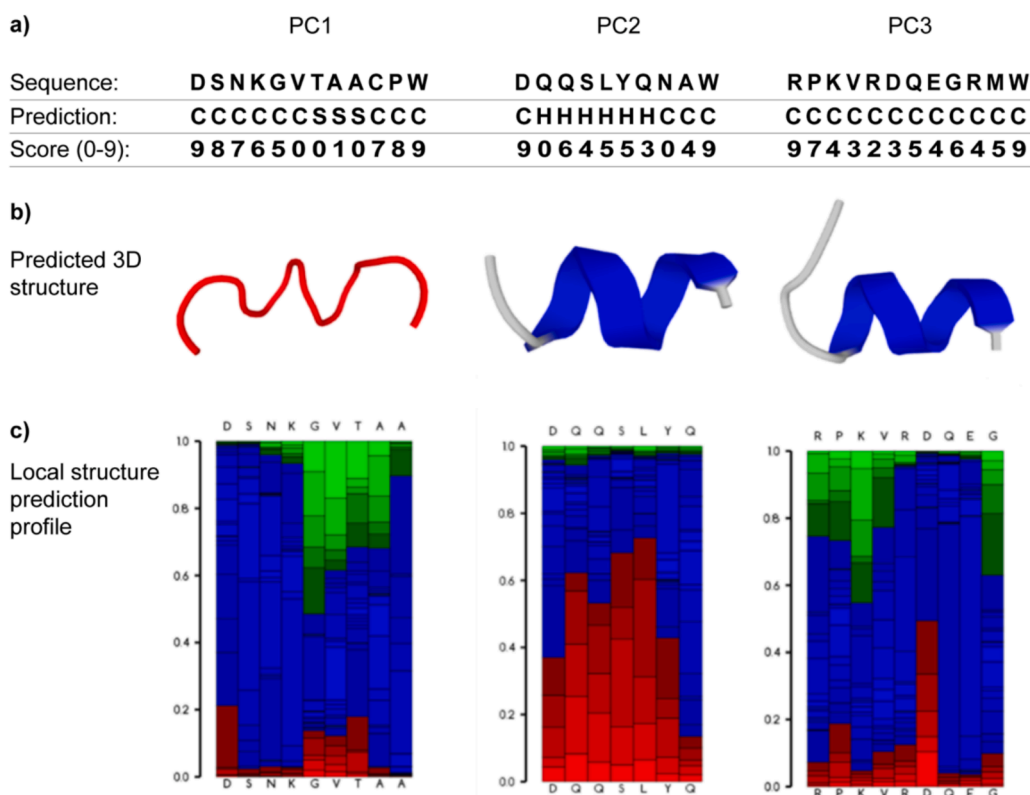 a) PC1 PC2 PC3
Sequence: DSNKGVTAACPW DQQSLYQNAW RPKVRDQEGRMW
Prediction: CCCCCCSSSCCC CHHHHHHCCC CCCCCCCCCCCC
Score (0-9): 987650010789 9064553049 974323546459
b)
Predicted 3D
structure
c)
Local structure
prediction
profile
D S N K G V T A A
1.0
0.8
0.6
0.4
0.2
0.0
D S N K G V T A A
D Q Q S L Y Q
1.0
0.8
0.6
0.4
0.2
0.0
D Q Q S L Y Q
R P K V R D Q E G
1.0
0.8
0.6
0.4
0.2
0.0
R P K V R D Q E G